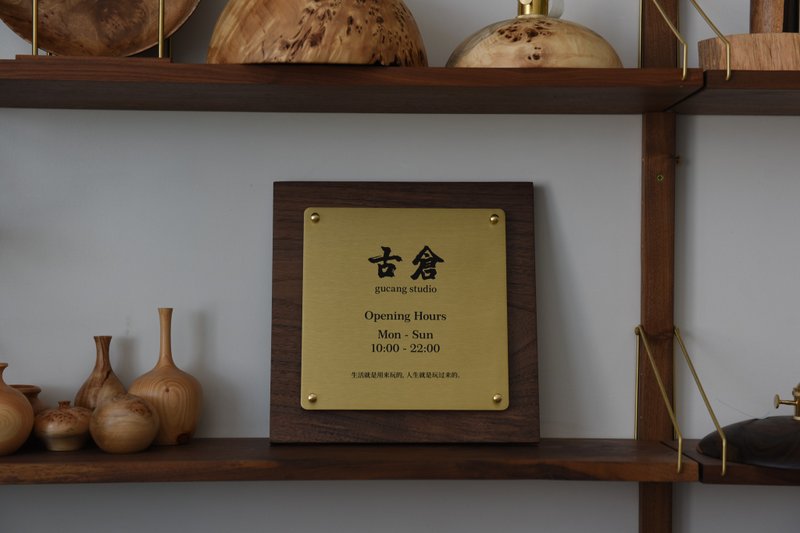 古倉
gucang studio
Opening Hours
Mon - Sun
10:00 - 22:00
生活就是用来玩的, 人生就是玩过来的。